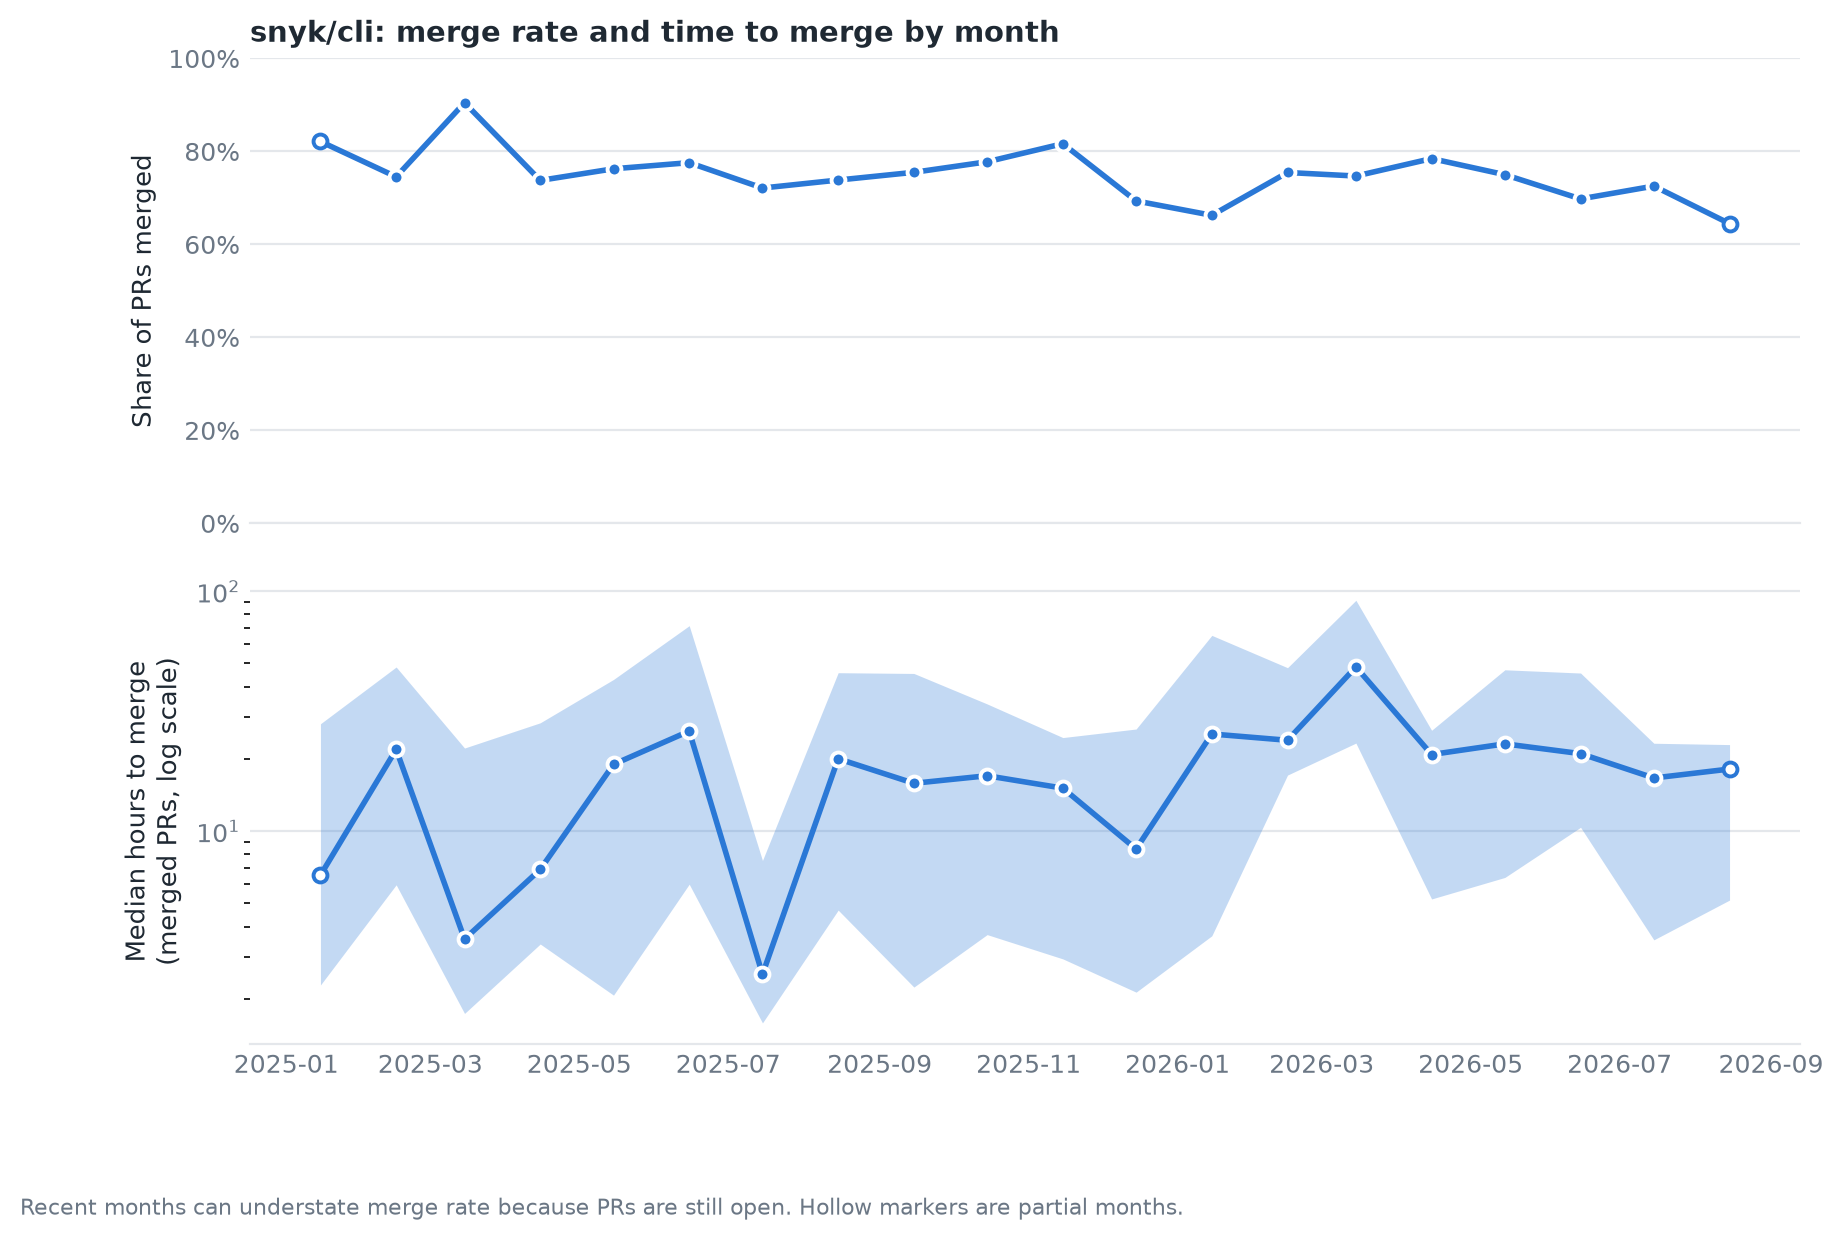 snyk/cli: merge rate and time to merge by month
Share of PRs merged
100%
80%
60%
40%
20%
0%
Median hours to merge
(merged PRs, log scale)
10²
10¹
2025-01 2025-03 2025-05 2025-07 2025-09 2025-11 2026-01 2026-03 2026-05 2026-07 2026-09
Recent months can understate merge rate because PRs are still open. Hollow markers are partial months.